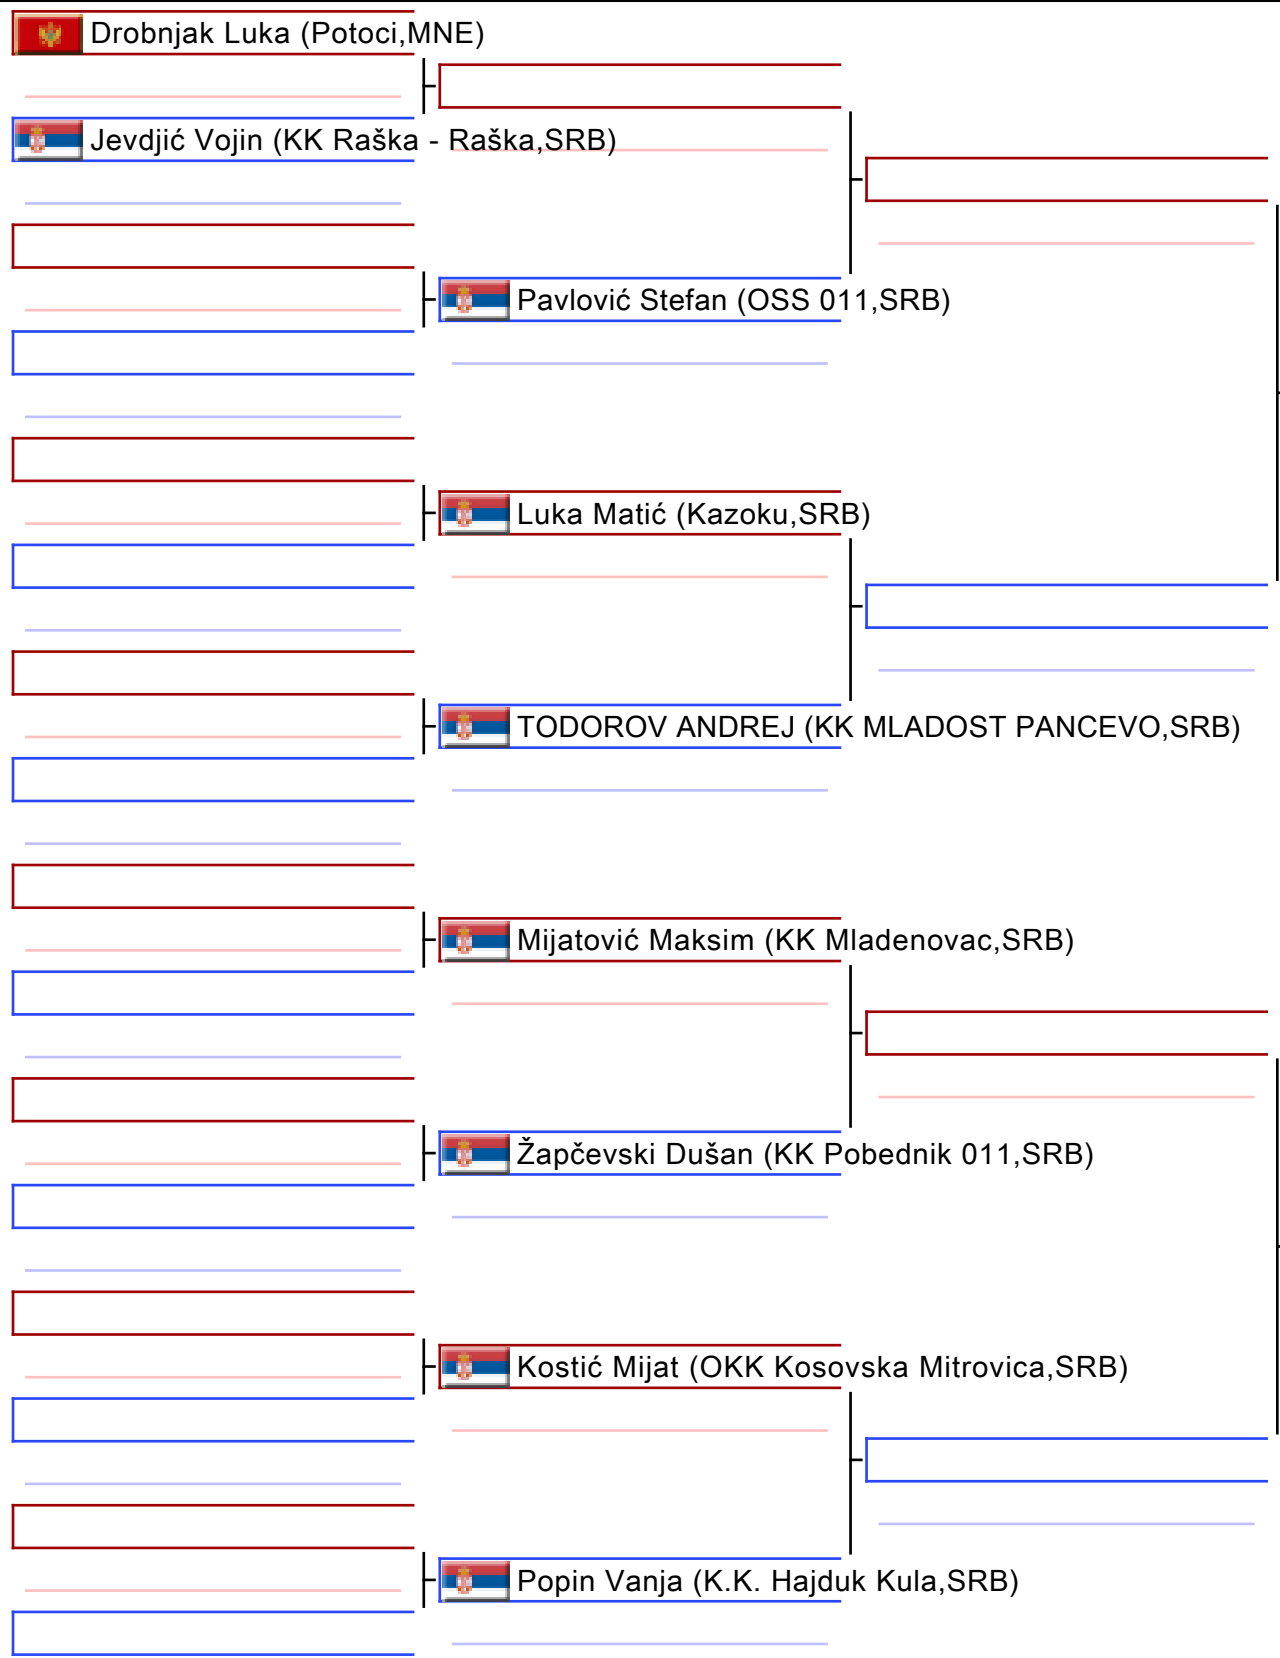 Drobnjak Luka (Potoci,MNE)
Jevdjić Vojin (KK Raška - Raška,SRB)
Pavlović Stefan (OSS 011,SRB)
Luka Matić (Kazoku,SRB)
TODOROV ANDREJ (KK MLADOST PANCEVO,SRB)
Mijatović Maksim (KK Mladenovac,SRB)
Žapčevski Dušan (KK Pobednik 011,SRB)
Kostić Mijat (OKK Kosovska Mitrovica,SRB)
Popin Vanja (K.K. Hajduk Kula,SRB)